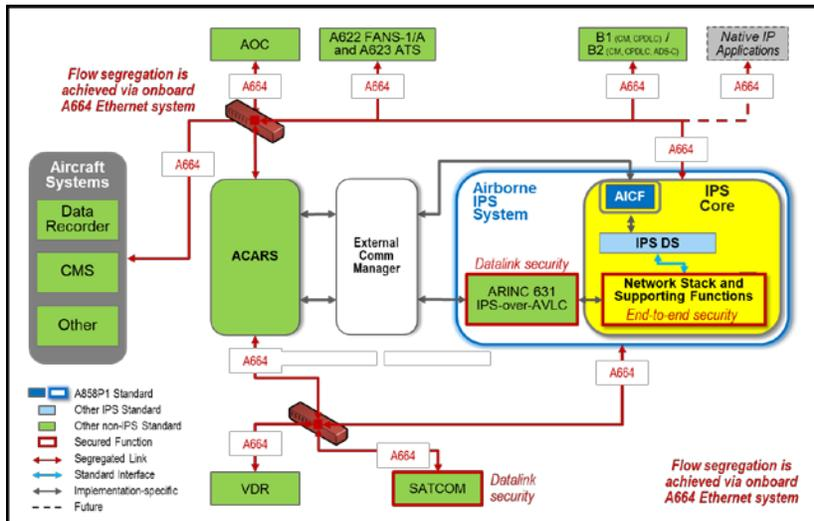 AOC
A622 FANS-1/A
and A623 ATS
B1 (CM, CPDLC) /
B2 (CM, CPDLC, ADS-C)
Native IP
Applications
Flow segregation is
achieved via onboard
A664 Ethernet system
A664
A664
A664
A664
A664
A664
Aircraft
Systems
Data
Recorder
CMS
Other
ACARS
External
Comm
Manager
Airborne
IPS
System
AICF
IPS
Core
IPS DS
Datalink security
ARINC 631
IPS-over-AVLC
Network Stack and
Supporting Functions
End-to-end security
A664
A664
A858P1 Standard
Other IPS Standard
Other non-IPS Standard
Secured Function
Segregated Link
Standard Interface
Implementation-specific
Future
A664
A664
VDR
SATCOM
Datalink
security
Flow segregation is
achieved via onboard
A664 Ethernet system